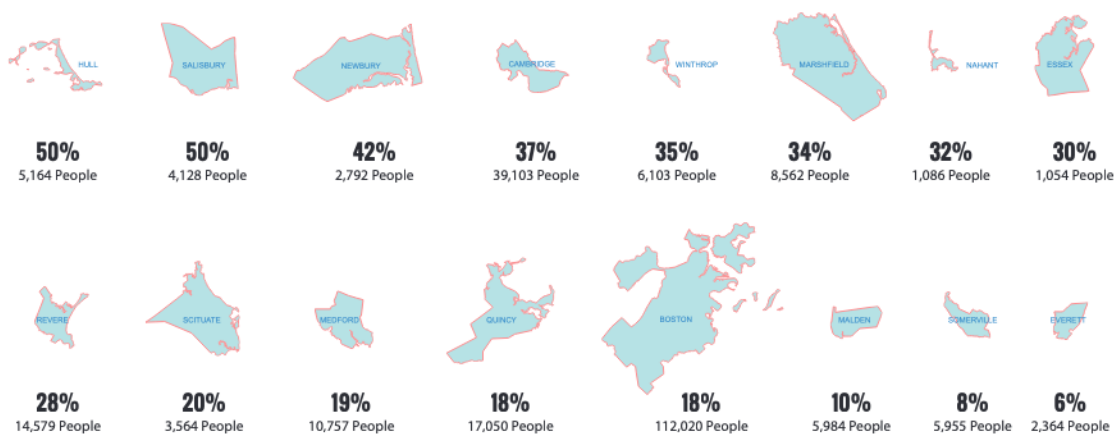 HULL
SALISBURY
NEWBURY
CAMBRIDGE
WINTHROP
MARSHFIELD
NAHANT
ESSEX
50%
5,164 People
50%
4,128 People
42%
2,792 People
37%
39,103 People
35%
6,103 People
34%
8,562 People
32%
1,086 People
30%
1,054 People
REVERE
SCITUATE
MEDFORD
QUINCY
BOSTON
MALDEN
SOMERVILLE
EVERETT
28%
14,579 People
20%
3,564 People
19%
10,757 People
18%
17,050 People
18%
112,020 People
10%
5,984 People
8%
5,955 People
6%
2,364 People